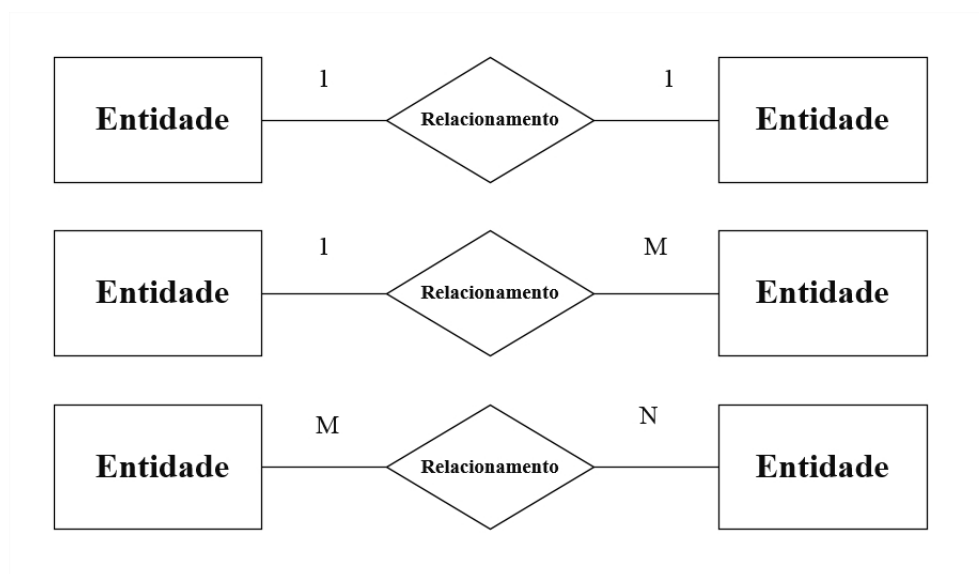 1
1
Entidade
Relacionamento
Entidade
1
M
Entidade
Relacionamento
Entidade
M
N
Entidade
Relacionamento
Entidade